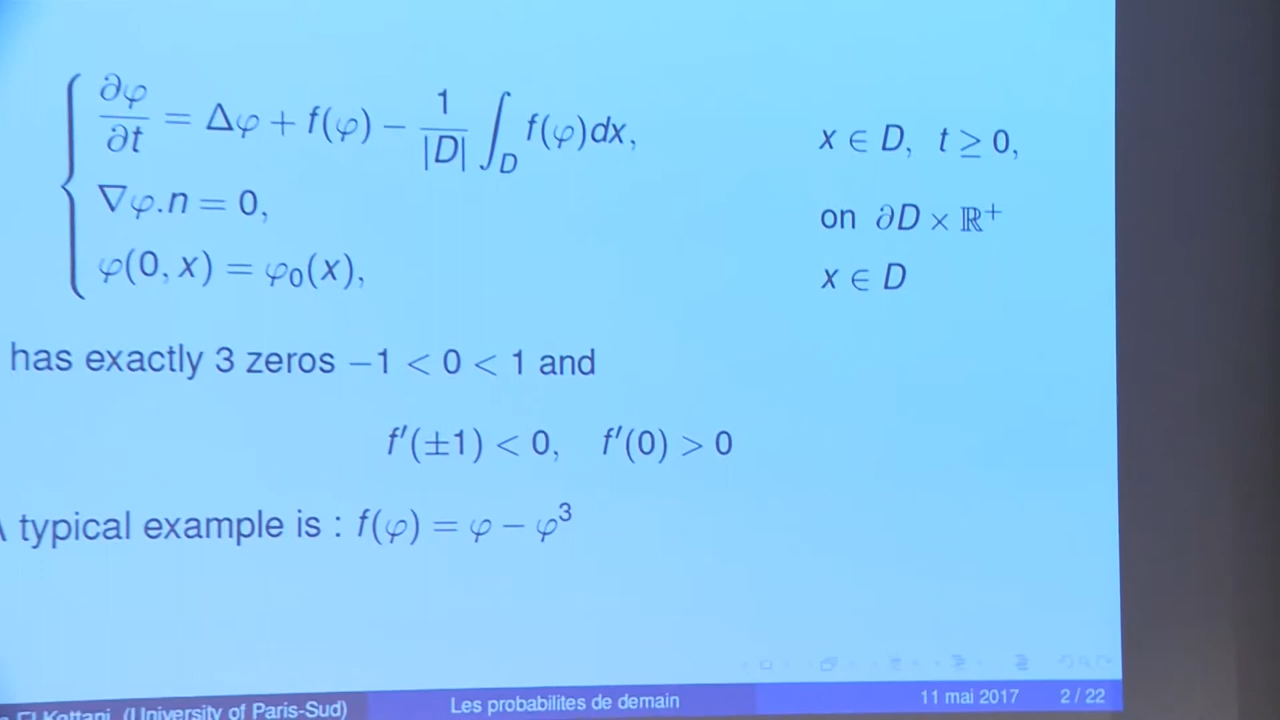 ∂φ/∂t = Δφ + f(φ) − 1/|D| ∫_D f(φ)dx, x ∈ D, t ≥ 0,
∇φ.n = 0, on ∂D × ℝ⁺
φ(0, x) = φ₀(x), x ∈ D
has exactly 3 zeros −1 < 0 < 1 and
f′(±1) < 0, f′(0) > 0
typical example is : f(φ) = φ − φ³
El Kettani (University of Paris-Sud) Les probabilites de demain 11 mai 2017 2 / 22